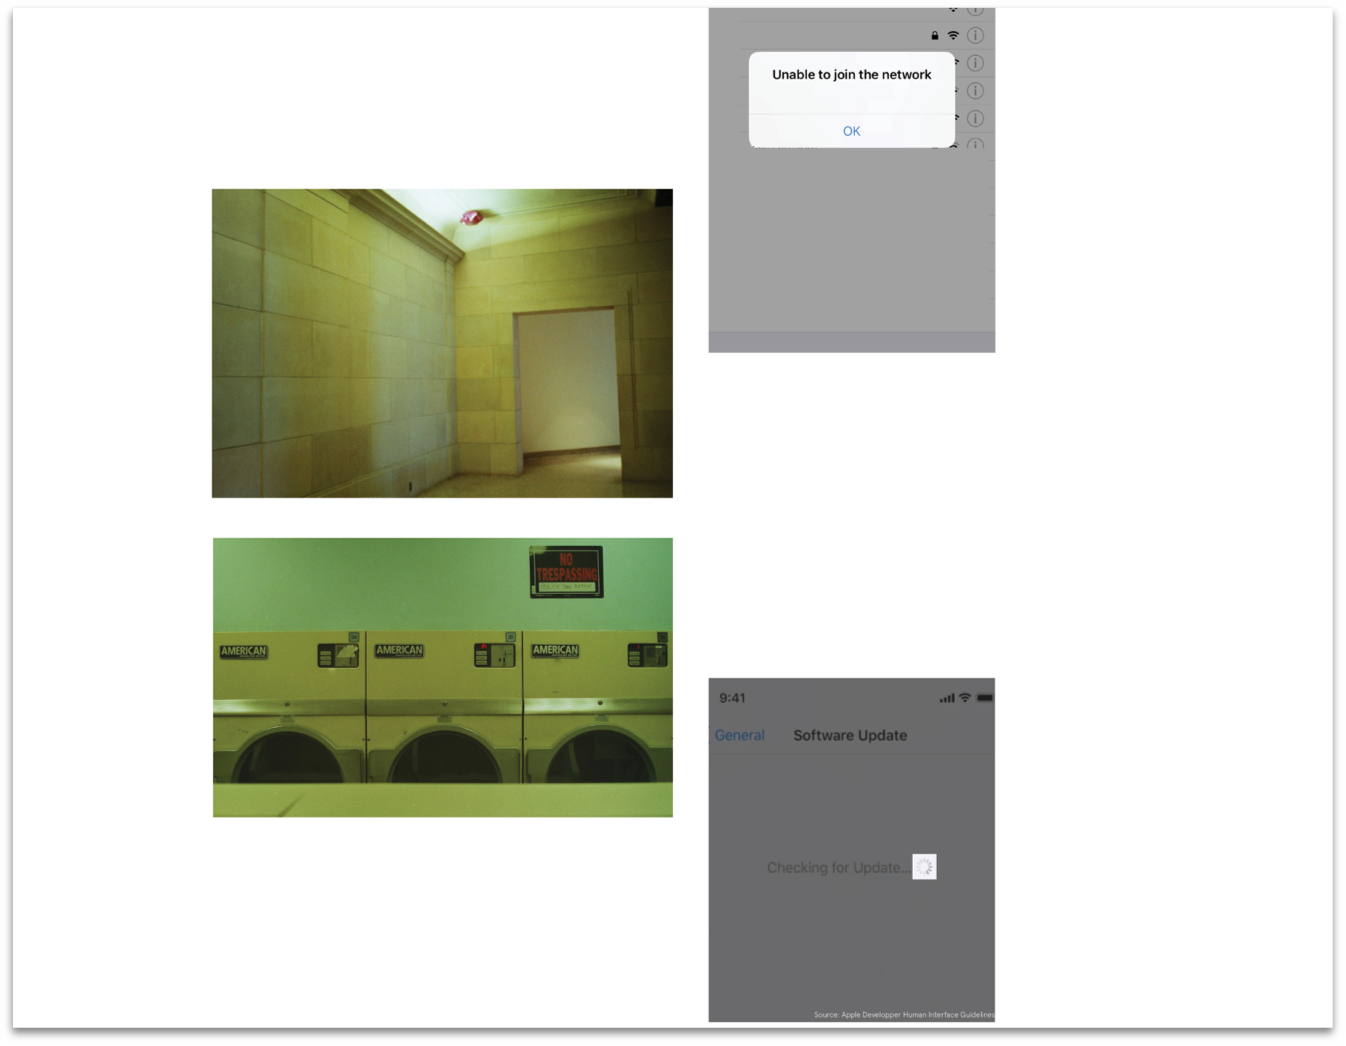 Unable to join the network
OK
NO
TRESPASSING
AMERICAN
AMERICAN
AMERICAN
9:41
General
Software Update
Checking for Update...
Source: Apple Developper Human Interface Guidelines